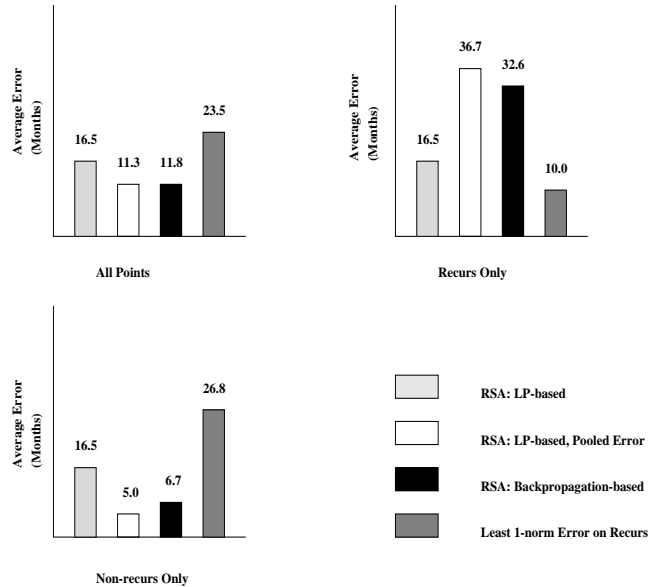 Average Error
(Months)
16.5
11.3
11.8
23.5
All Points
Average Error
(Months)
16.5
36.7
32.6
10.0
Recurs Only
Average Error
(Months)
16.5
5.0
6.7
26.8
Non-recurs Only
RSA: LP-based
RSA: LP-based, Pooled Error
RSA: Backpropagation-based
Least 1-norm Error on Recurs